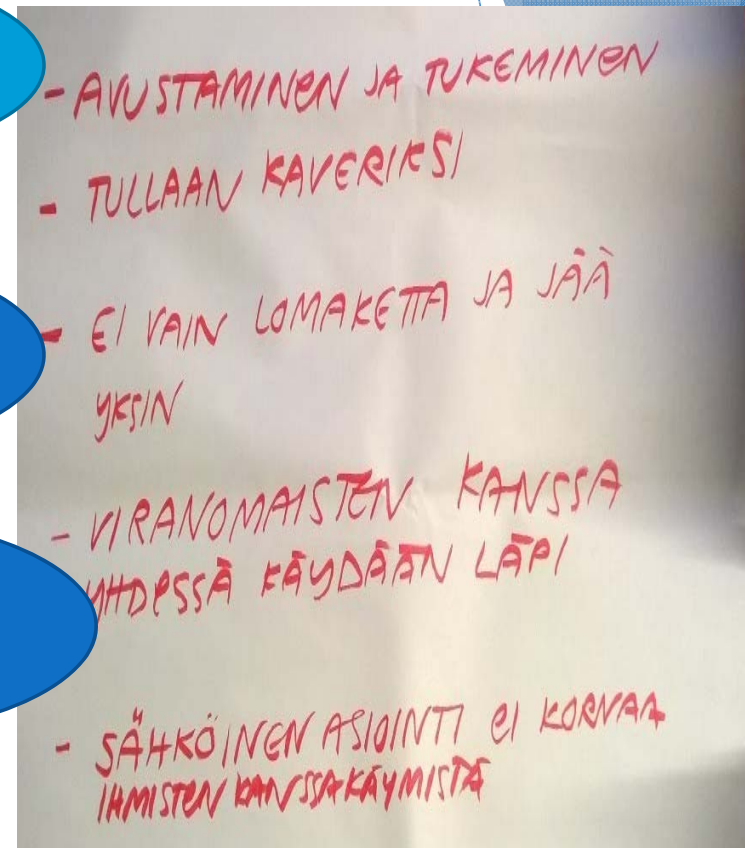 - AVUSTAMINEN JA TUKEMINEN
- TULLAAN KAVERIKSI
- EI VAIN LOMAKETTA JA JÄÄ
YKSIN
- VIRANOMAISTEN KANSSA
YHDESSÄ KÄYDÄÄN LÄPI
- SÄHKÖINEN ASIOINTI EI KORVAA
IHMISTEN KANSSAKÄYMISTÄ